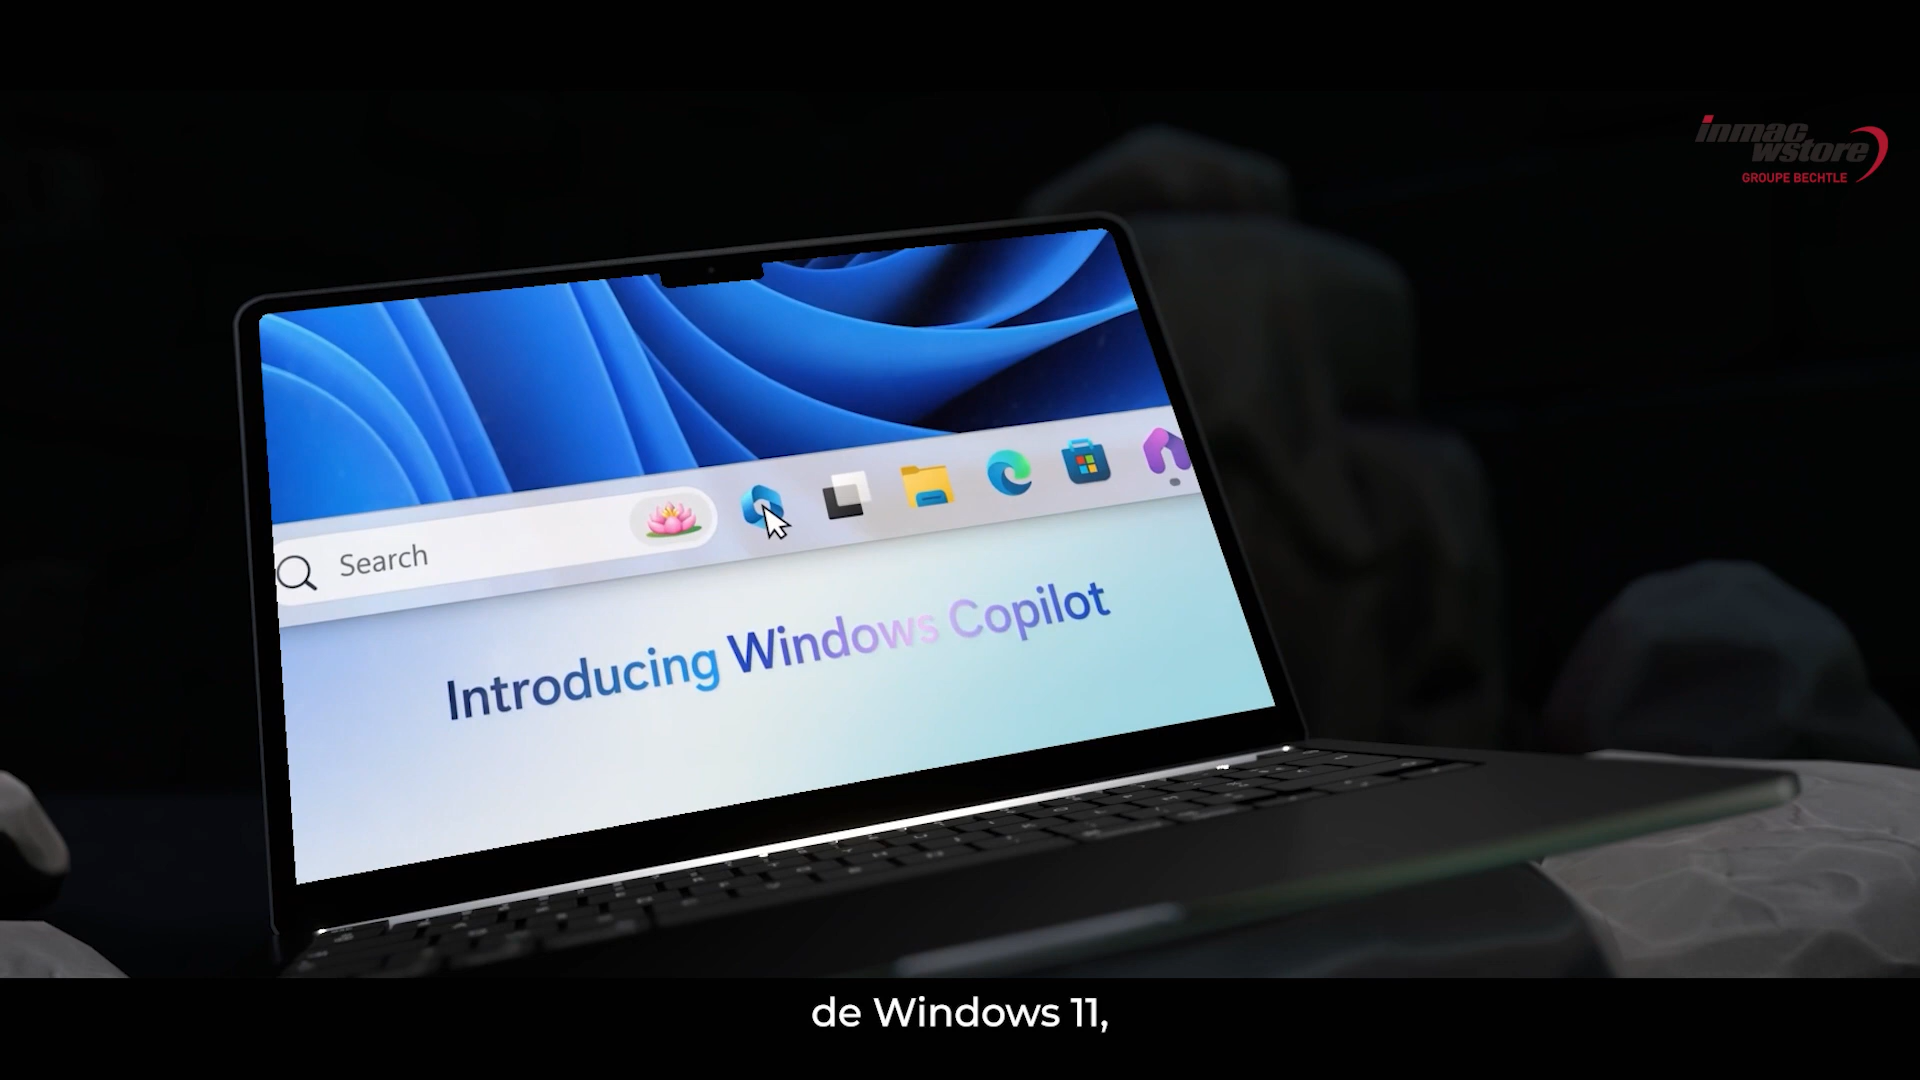 inmac
wstore
GROUPE BECHTLE
Search
Introducing Windows Copilot
de Windows 11,